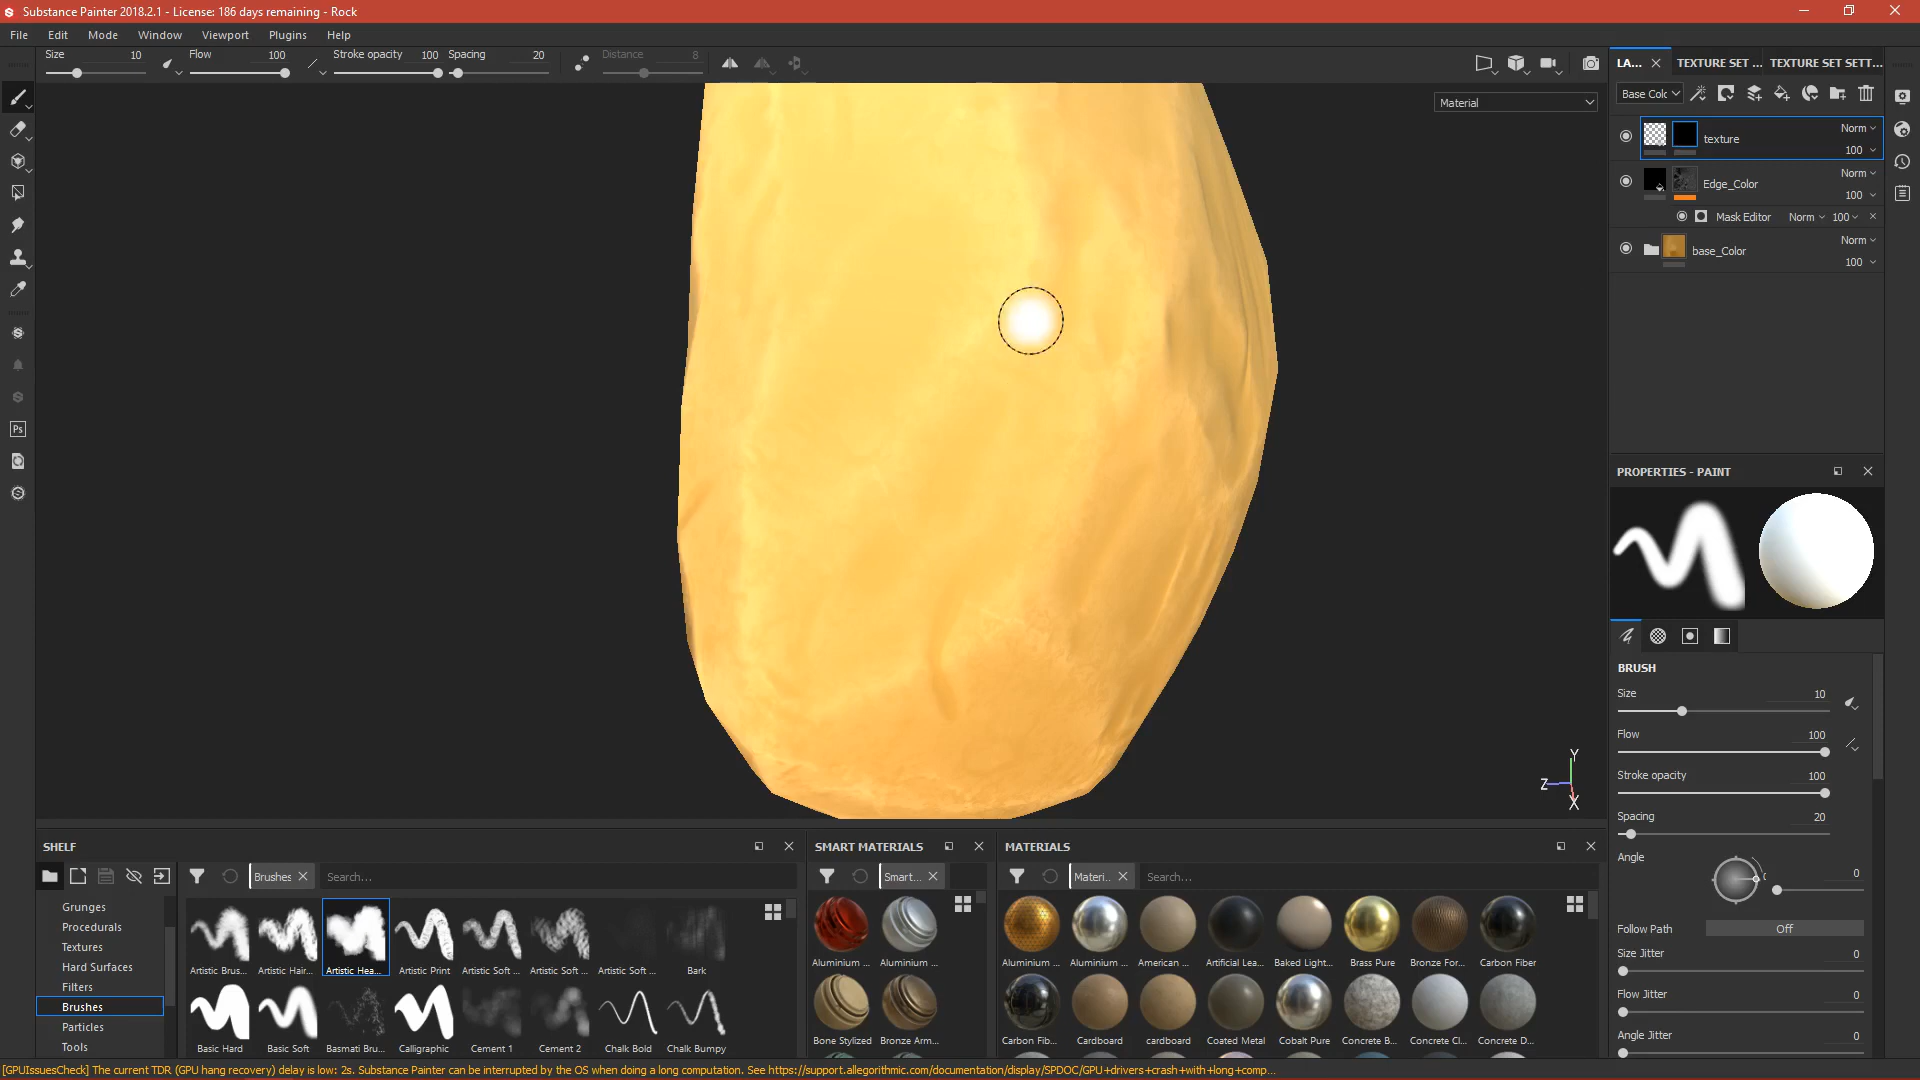 Substance Painter 2018.2.1 - License: 186 days remaining - Rock
File Edit Mode Window Viewport Plugins Help
Size 10 Flow 100 Stroke opacity 100 Spacing 20 Distance 8
Material
LA... TEXTURE SET ... TEXTURE SET SETT...
Base Colc
texture Norm 100
Edge_Color Norm 100
Mask Editor Norm 100
base_Color Norm 100
Ps
PROPERTIES - PAINT
BRUSH
Size 10
Flow 100
Stroke opacity 100
Spacing 20
Angle 0
Follow Path Off
Size Jitter 0
Flow Jitter 0
Angle Jitter 0
Y
Z
X
SHELF
Brushes Search...
Grunges
Procedurals
Textures
Hard Surfaces
Filters
Brushes
Particles
Tools
Artistic Brus... Artistic Hair... Artistic Hea... Artistic Print Artistic Soft ... Artistic Soft ... Artistic Soft ... Bark
Basic Hard Basic Soft Basmati Bru... Calligraphic Cement 1 Cement 2 Chalk Bold Chalk Bumpy
SMART MATERIALS
Smart...
Aluminium ... Aluminium ...
Bone Stylized Bronze Arm...
MATERIALS
Materi.. Search...
Aluminium ... Aluminium ... American ... Artificial Lea... Baked Light... Brass Pure Bronze For... Carbon Fiber
Carbon Fib... Cardboard cardboard Coated Metal Cobalt Pure Concrete B... Concrete Cl... Concrete D...
[GPUIssuesCheck] The current TDR (GPU hang recovery) delay is low: 2s. Substance Painter can be interrupted by the OS when doing a long computation. See https://support.allegorithmic.com/documentation/display/SPDOC/GPU+drivers+crash+with+long+comp...